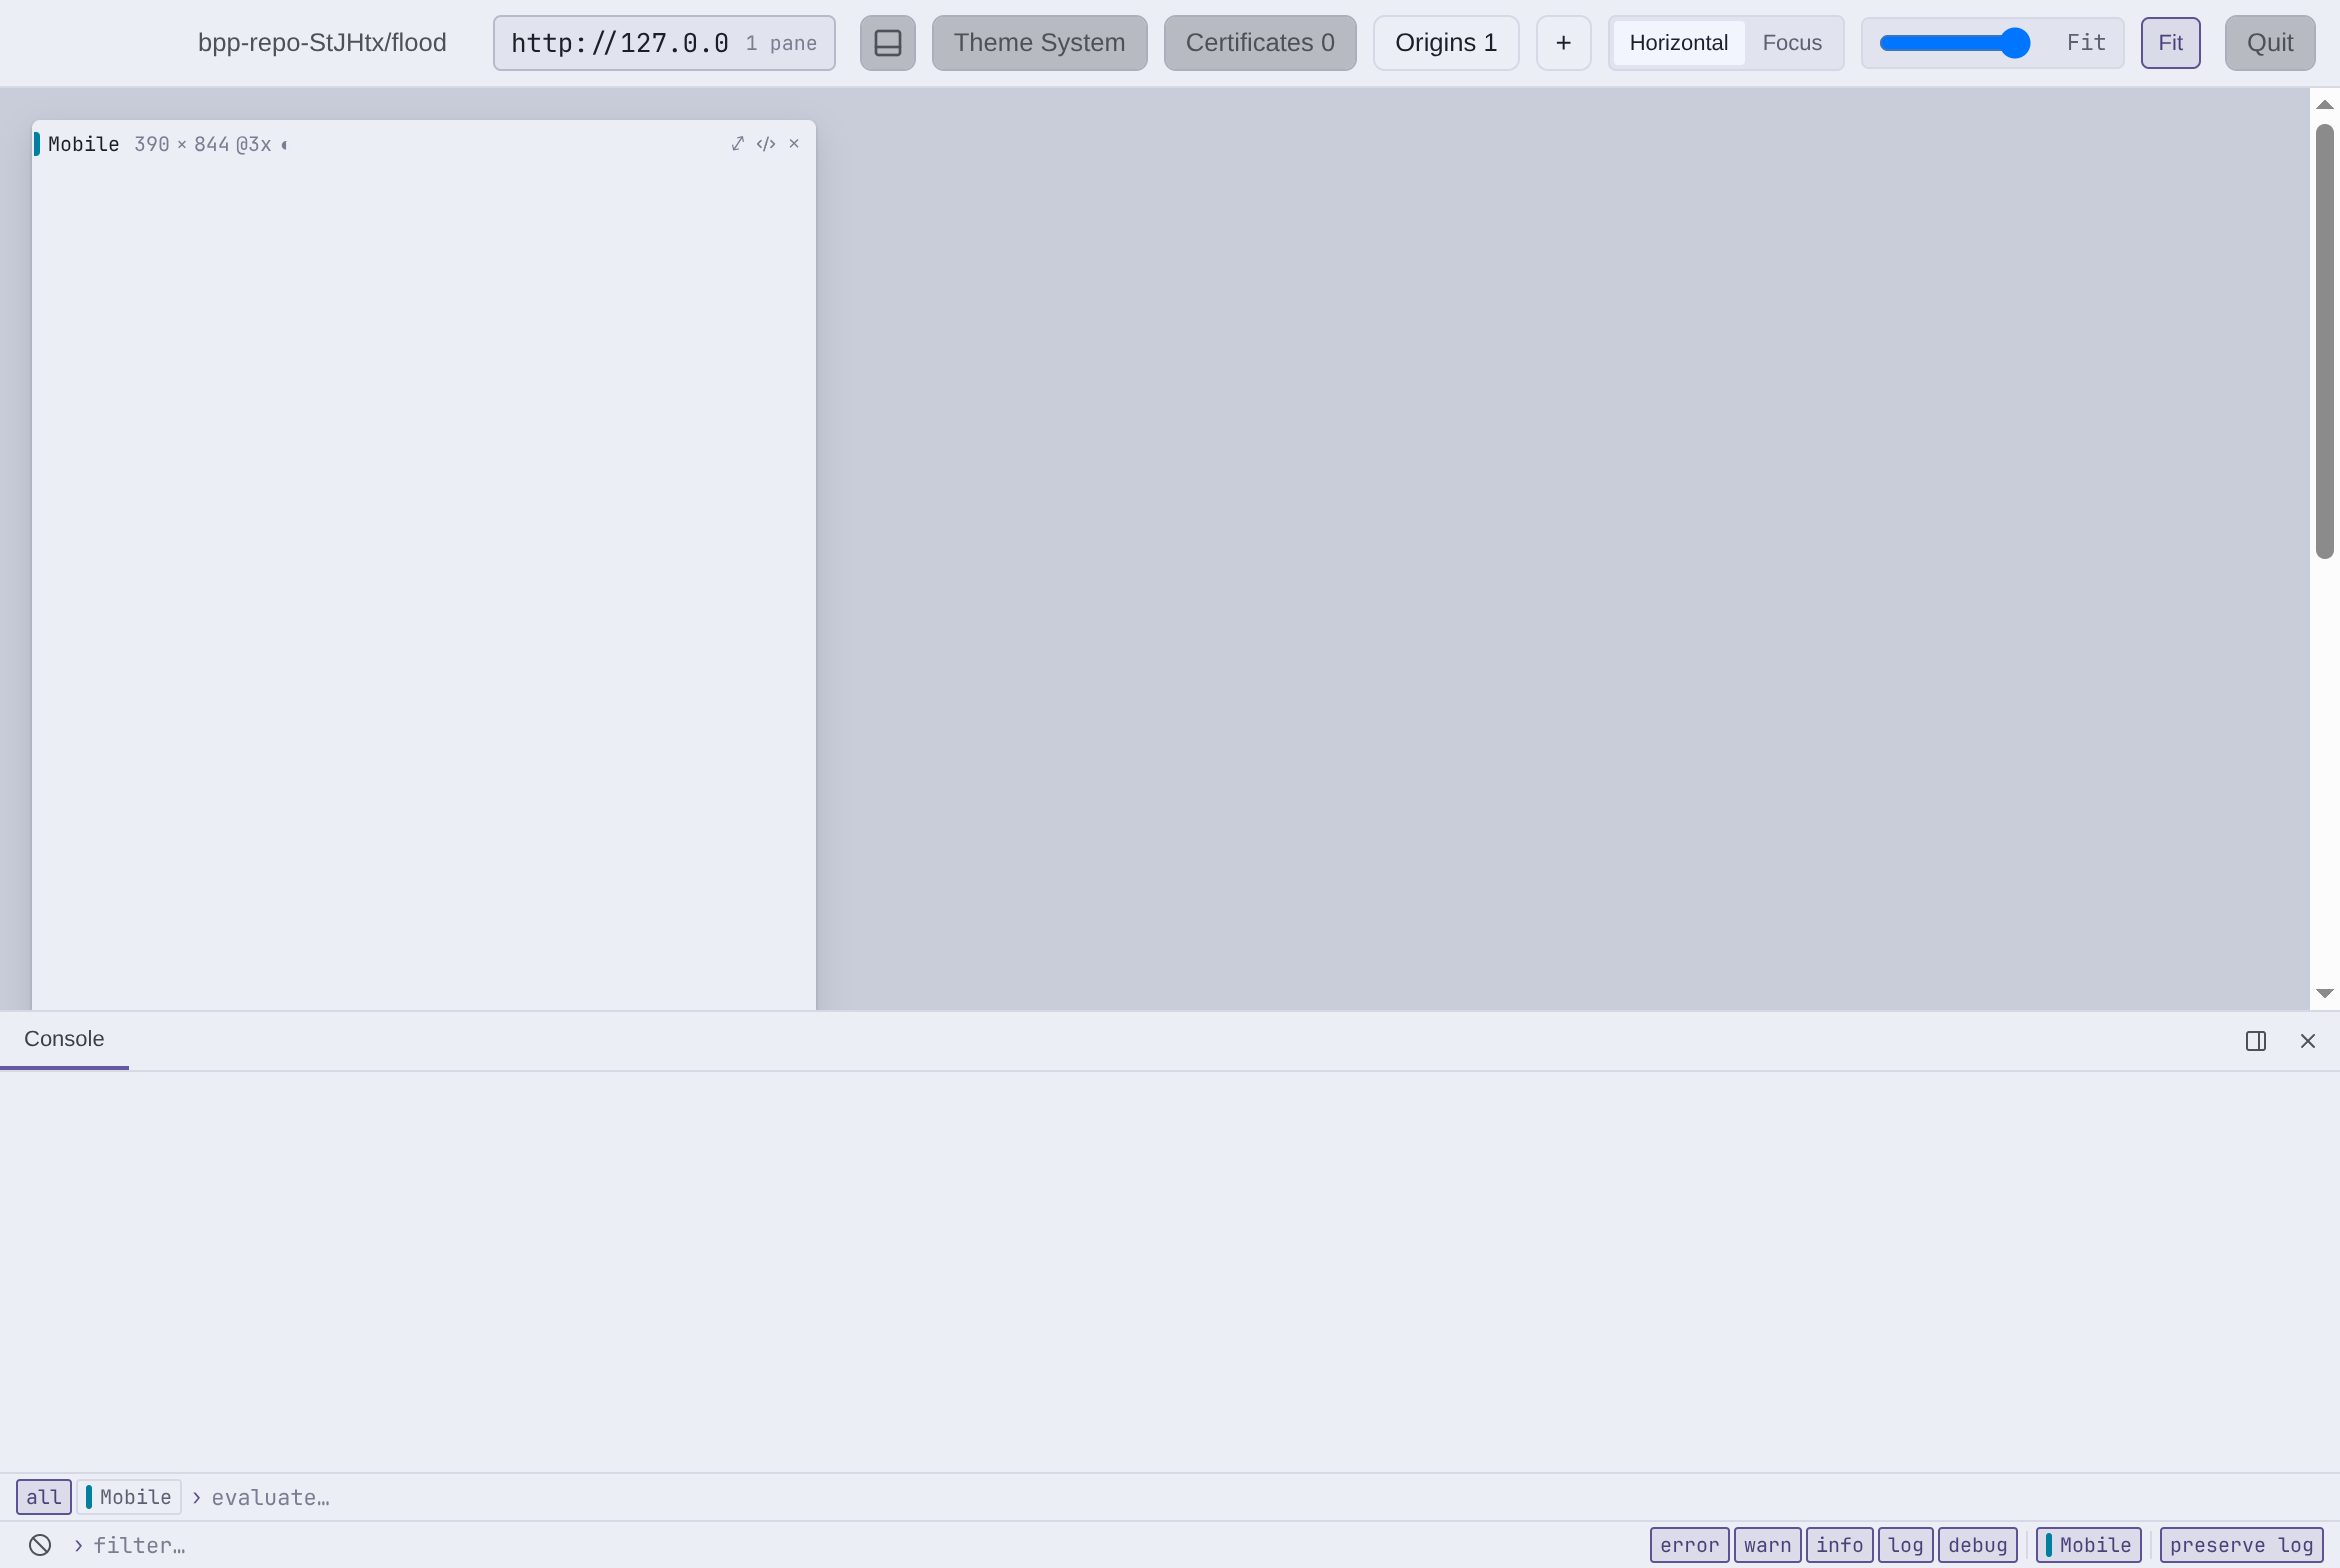 bpp-repo-StJHtx/flood http://127.0.0 1 pane Theme System Certificates 0 Origins 1 + Horizontal Focus Fit Fit Quit
Mobile 390 × 844 @3x
Console
all Mobile › evaluate…
› filter… error warn info log debug Mobile preserve log